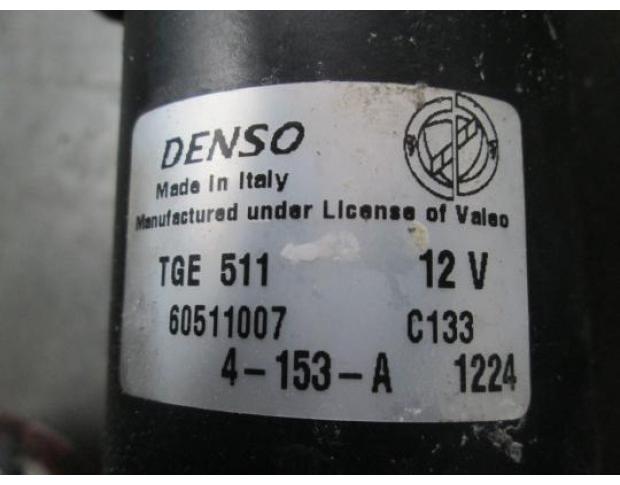 DENSO
Made in Italy
Manufactured under License of Valeo
TGE 511 12 V
60511007 C133
4-153-A 1224